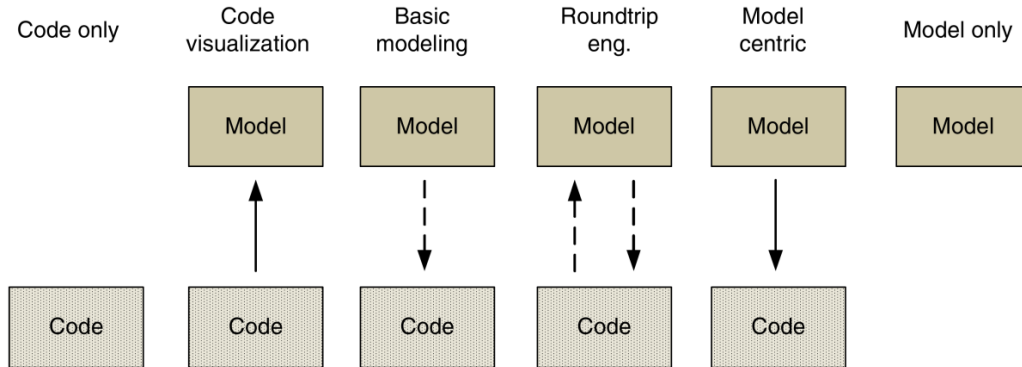 Code only
Code
visualization
Basic
modeling
Roundtrip
eng.
Model
centric
Model only
Model
Model
Model
Model
Model
Code
Code
Code
Code
Code